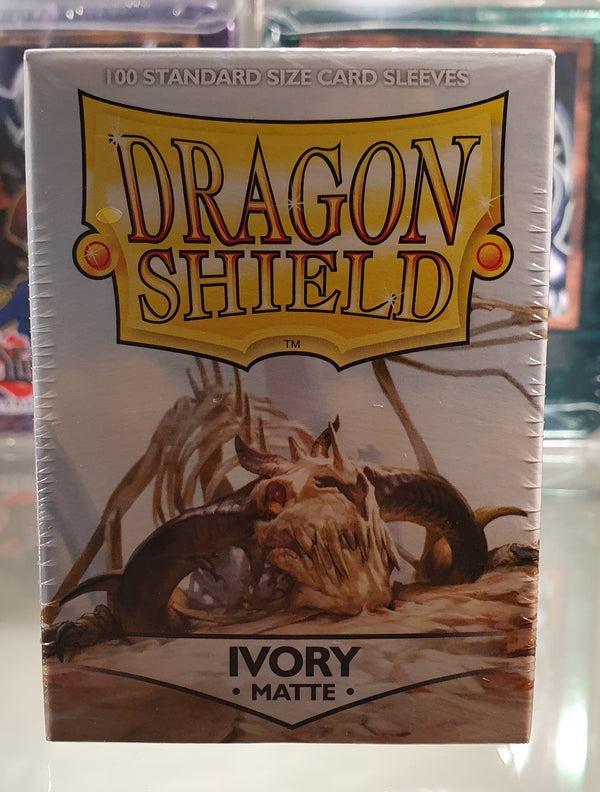 100 STANDARD SIZE CARD SLEEVES
DRAGON
SHIELD
TM
IVORY
• MATTE •